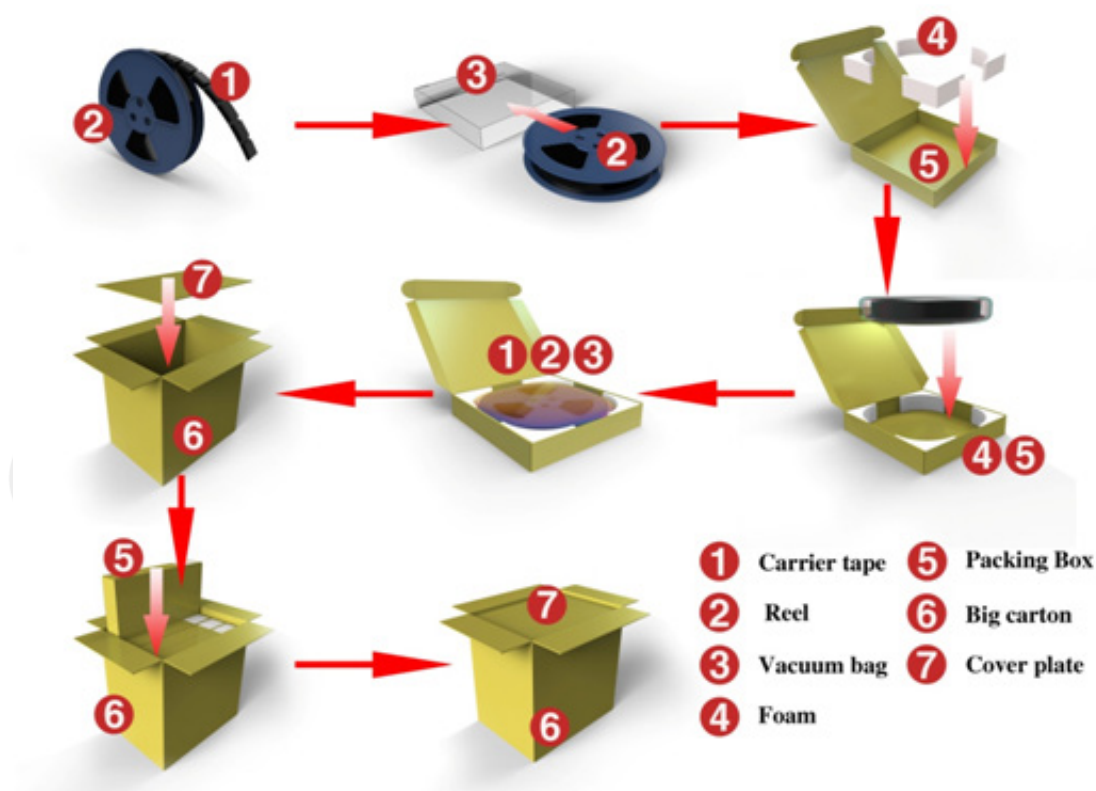 1
2
3
2
4
5
7
6
1 2 3
4 5
5
6
7
6
1 Carrier tape
5 Packing Box
2 Reel
6 Big carton
3 Vacuum bag
7 Cover plate
4 Foam